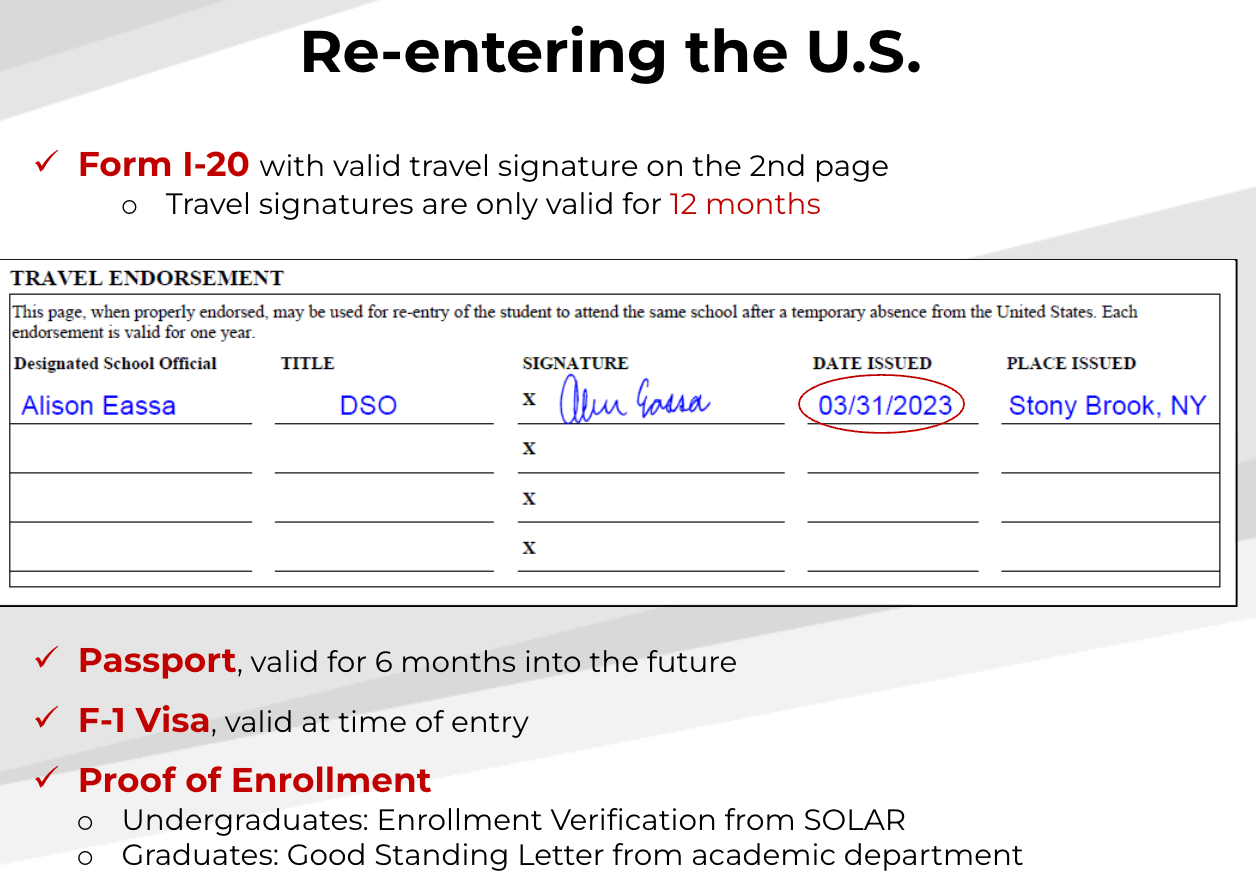 Re-entering the U.S.
✓ Form I-20 with valid travel signature on the 2nd page
o Travel signatures are only valid for 12 months
TRAVEL ENDORSEMENT
This page, when properly endorsed, may be used for re-entry of the student to attend the same school after a temporary absence from the United States. Each
endorsement is valid for one year.
Designated School Official TITLE SIGNATURE DATE ISSUED PLACE ISSUED
Alison Eassa DSO X Alison Eassa 03/31/2023 Stony Brook, NY
X
X
X
✓ Passport, valid for 6 months into the future
✓ F-1 Visa, valid at time of entry
✓ Proof of Enrollment
o Undergraduates: Enrollment Verification from SOLAR
o Graduates: Good Standing Letter from academic department